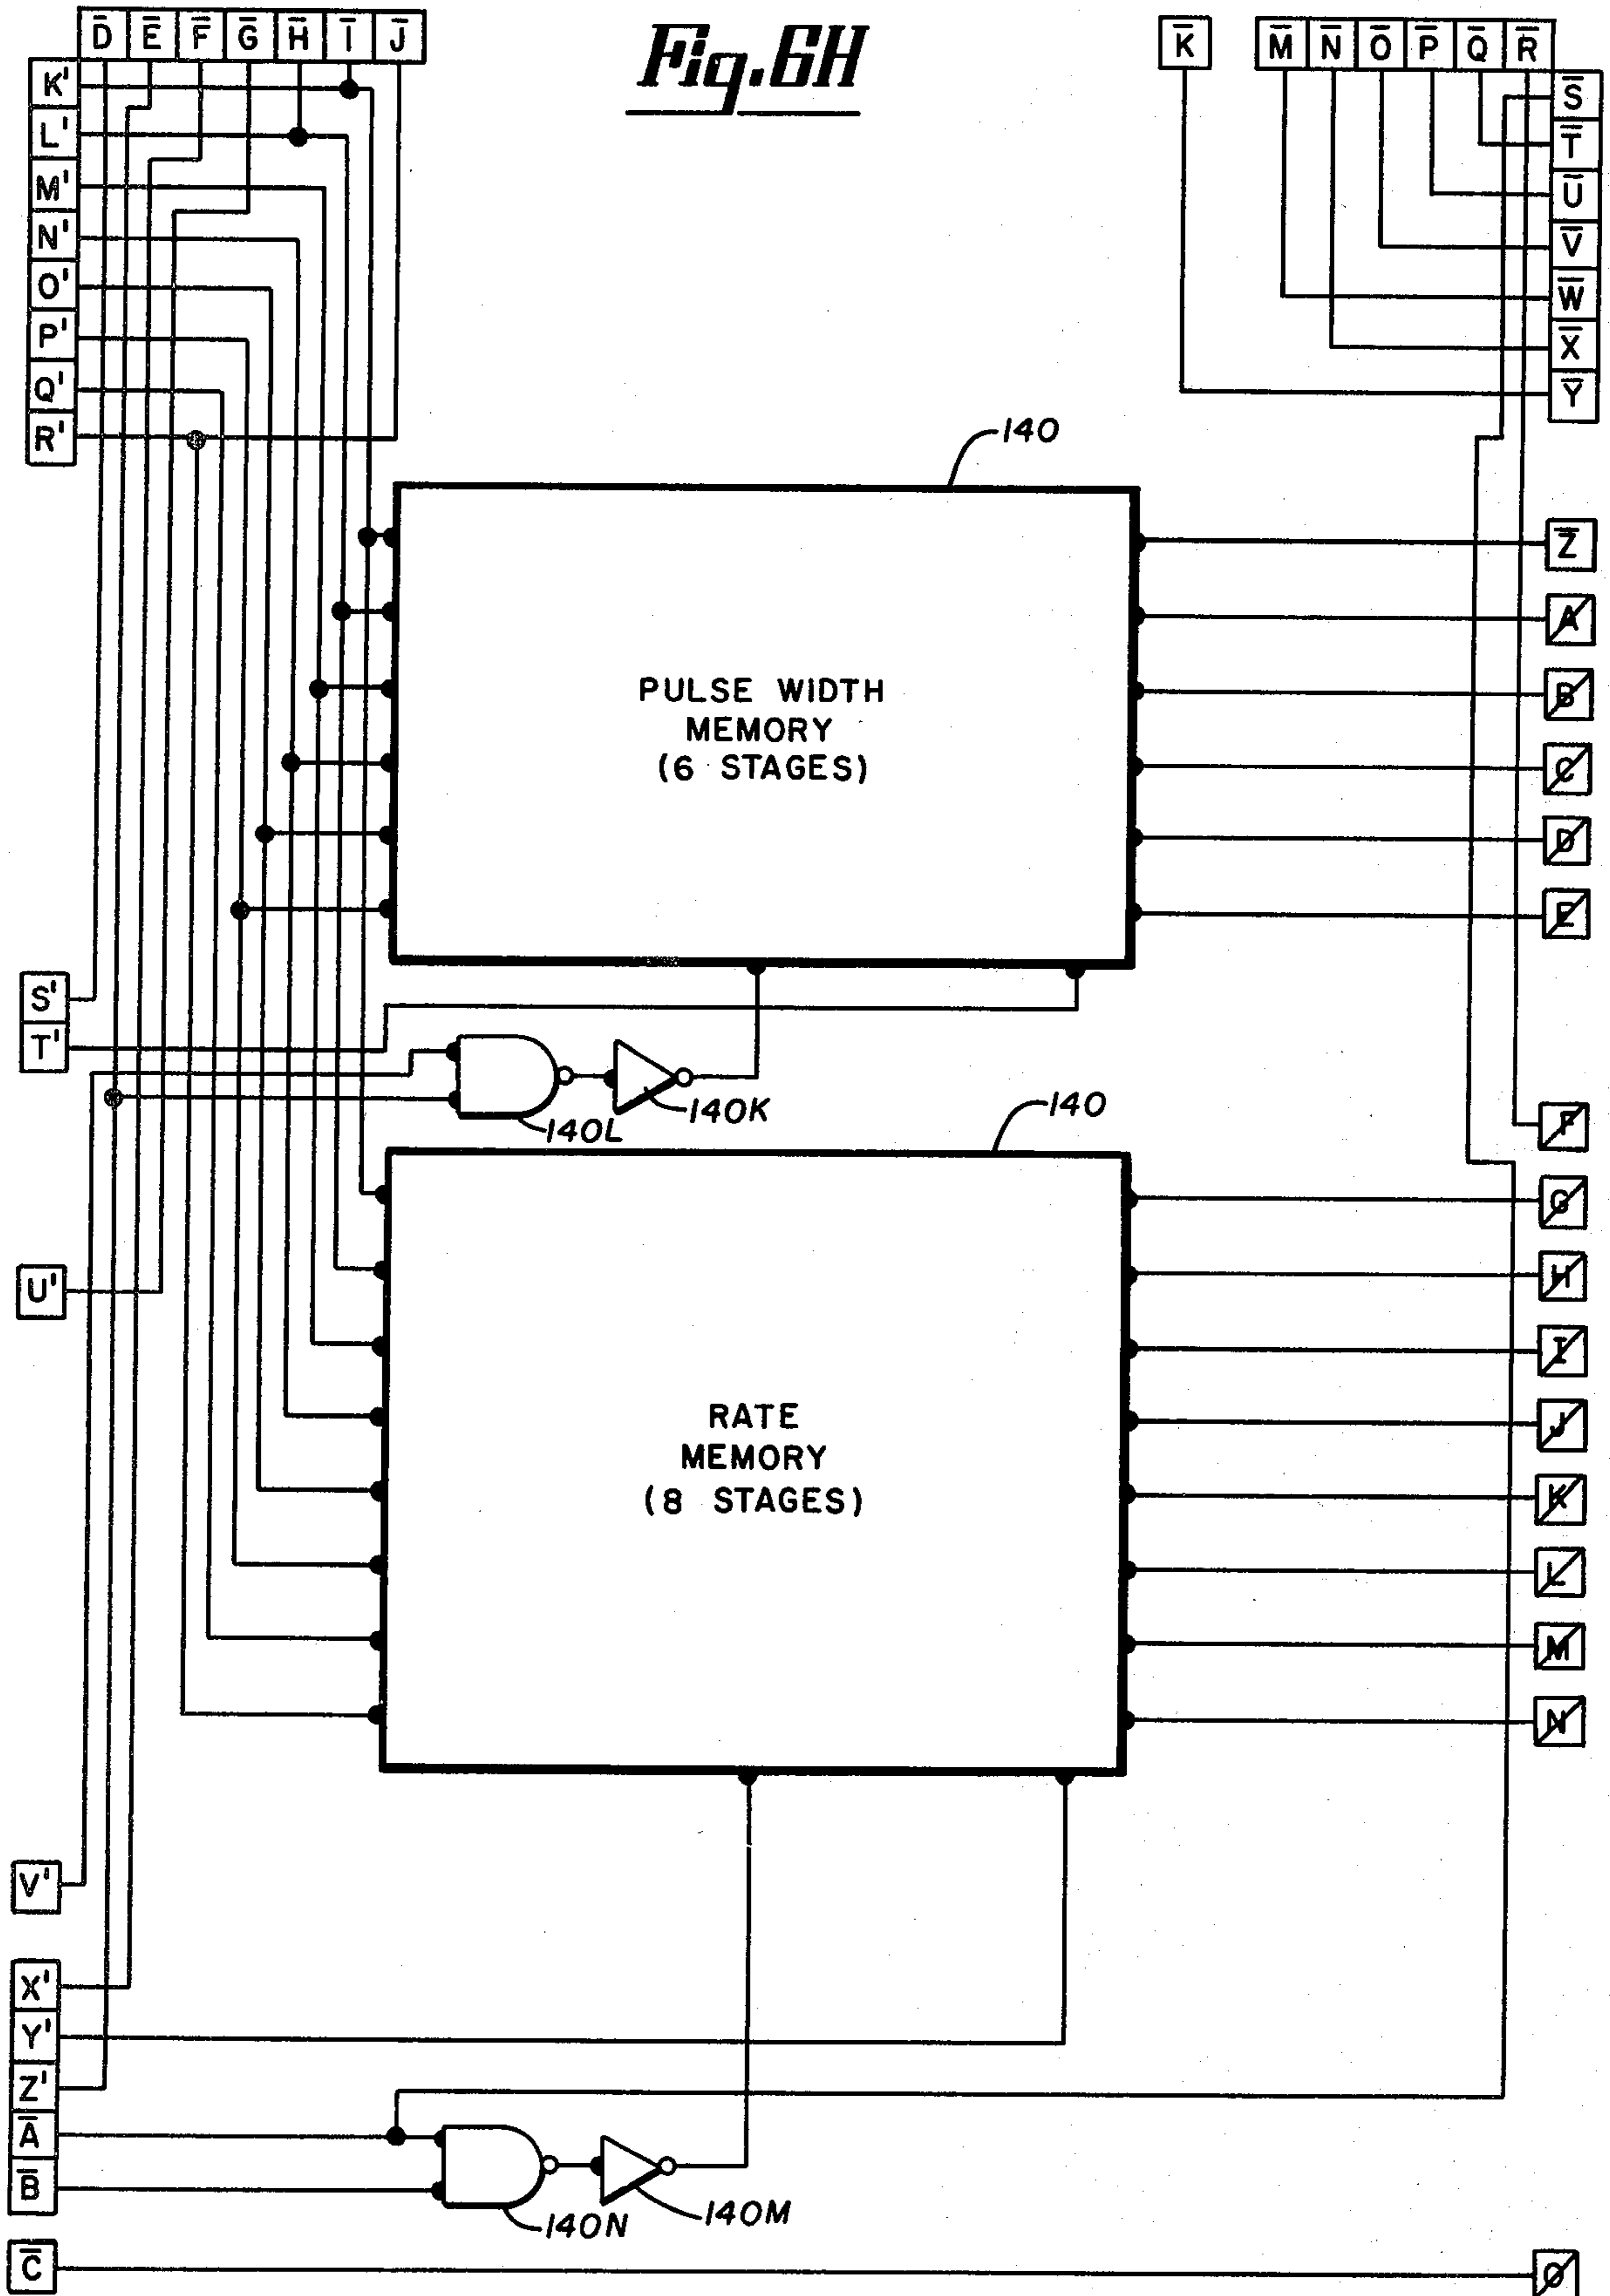 Fig. 6H
D̅ E̅ F̅ G̅ H̅ I̅ J̅
K̅ M̅ N̅ O̅ P̅ Q̅ R̅
K'
L'
M'
N'
O'
P'
Q'
R'
S̅
T̅
U̅
V̅
W̅
X̅
Y̅
140
PULSE WIDTH
MEMORY
(6 STAGES)
Z̅
A̸
B̸
C̸
D̸
E̸
S'
T'
140L
140K
140
F̸
U'
RATE
MEMORY
(8 STAGES)
G̸
H̸
I̸
J̸
K̸
L̸
M̸
N̸
V'
X'
Y'
Z'
A̅
B̅
140N
140M
C̅
O̸